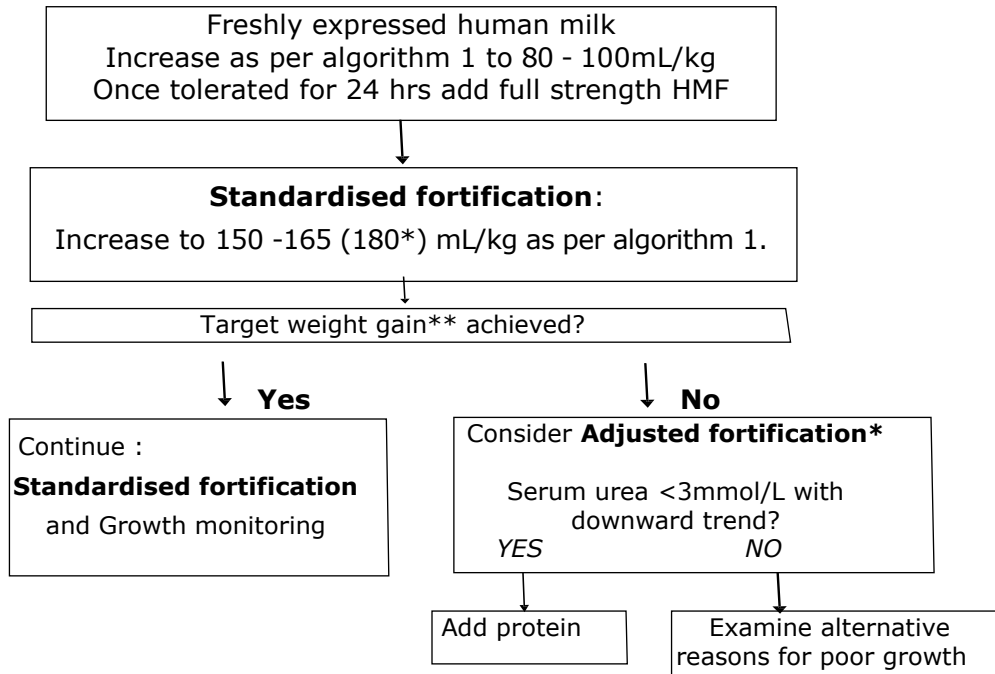 Freshly expressed human milk
Increase as per algorithm 1 to 80 - 100mL/kg
Once tolerated for 24 hrs add full strength HMF
Standardised fortification:
Increase to 150 -165 (180*) mL/kg as per algorithm 1.
Target weight gain** achieved?
Yes
No
Continue :
Standardised fortification
and Growth monitoring
Consider Adjusted fortification*
Serum urea <3mmol/L with
downward trend?
YES NO
Add protein
Examine alternative
reasons for poor growth